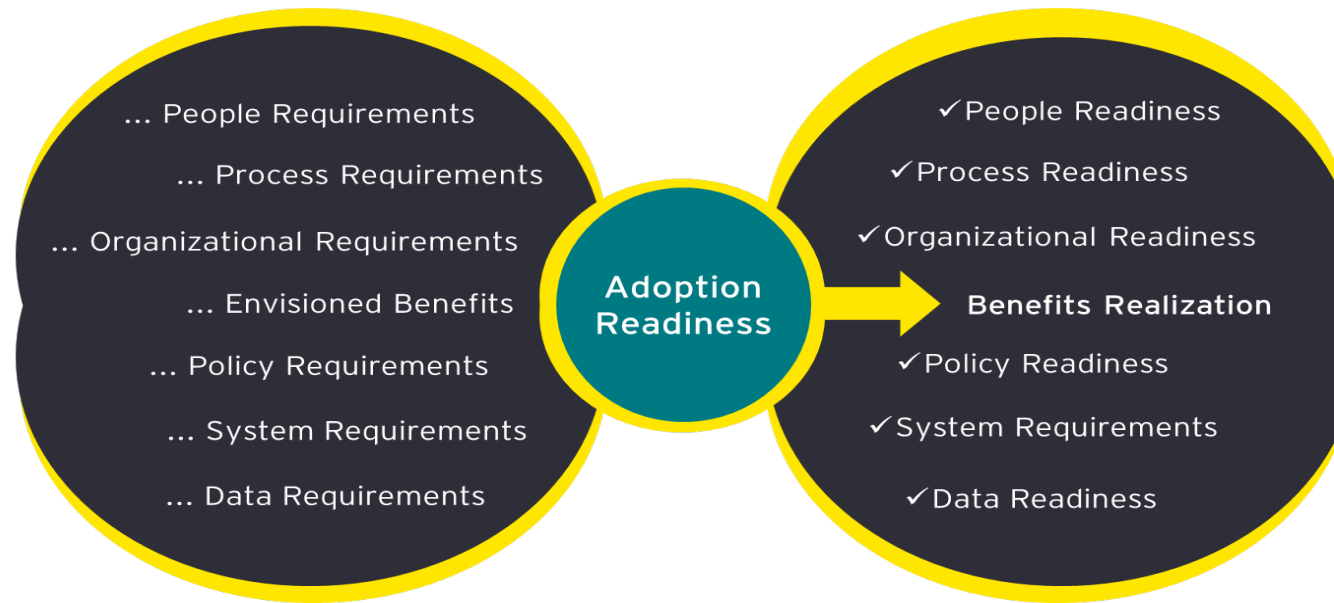 ... People Requirements
... Process Requirements
... Organizational Requirements
... Envisioned Benefits
... Policy Requirements
... System Requirements
... Data Requirements
Adoption
Readiness
✓People Readiness
✓Process Readiness
✓Organizational Readiness
Benefits Realization
✓Policy Readiness
✓System Requirements
✓Data Readiness